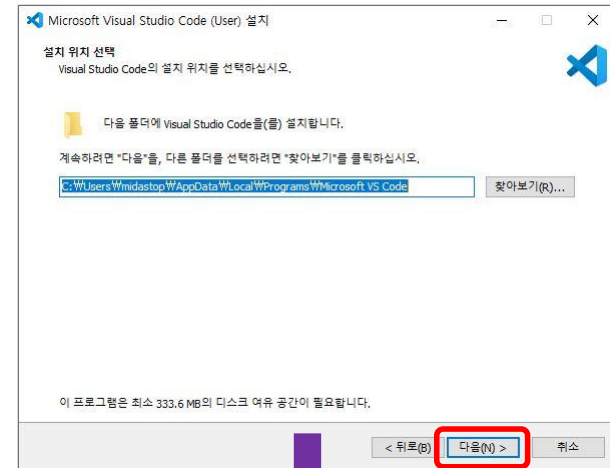 Microsoft Visual Studio Code (User) 설치
설치 위치 선택
Visual Studio Code의 설치 위치를 선택하십시오.
다음 폴더에 Visual Studio Code을(를) 설치합니다.
계속하려면 "다음"을, 다른 폴더를 선택하려면 "찾아보기"를 클릭하십시오.
C:₩Users₩midastop₩AppData₩Local₩Programs₩Microsoft VS Code
찾아보기(R)...
이 프로그램은 최소 333.6 MB의 디스크 여유 공간이 필요합니다.
< 뒤로(B) 다음(N) > 취소